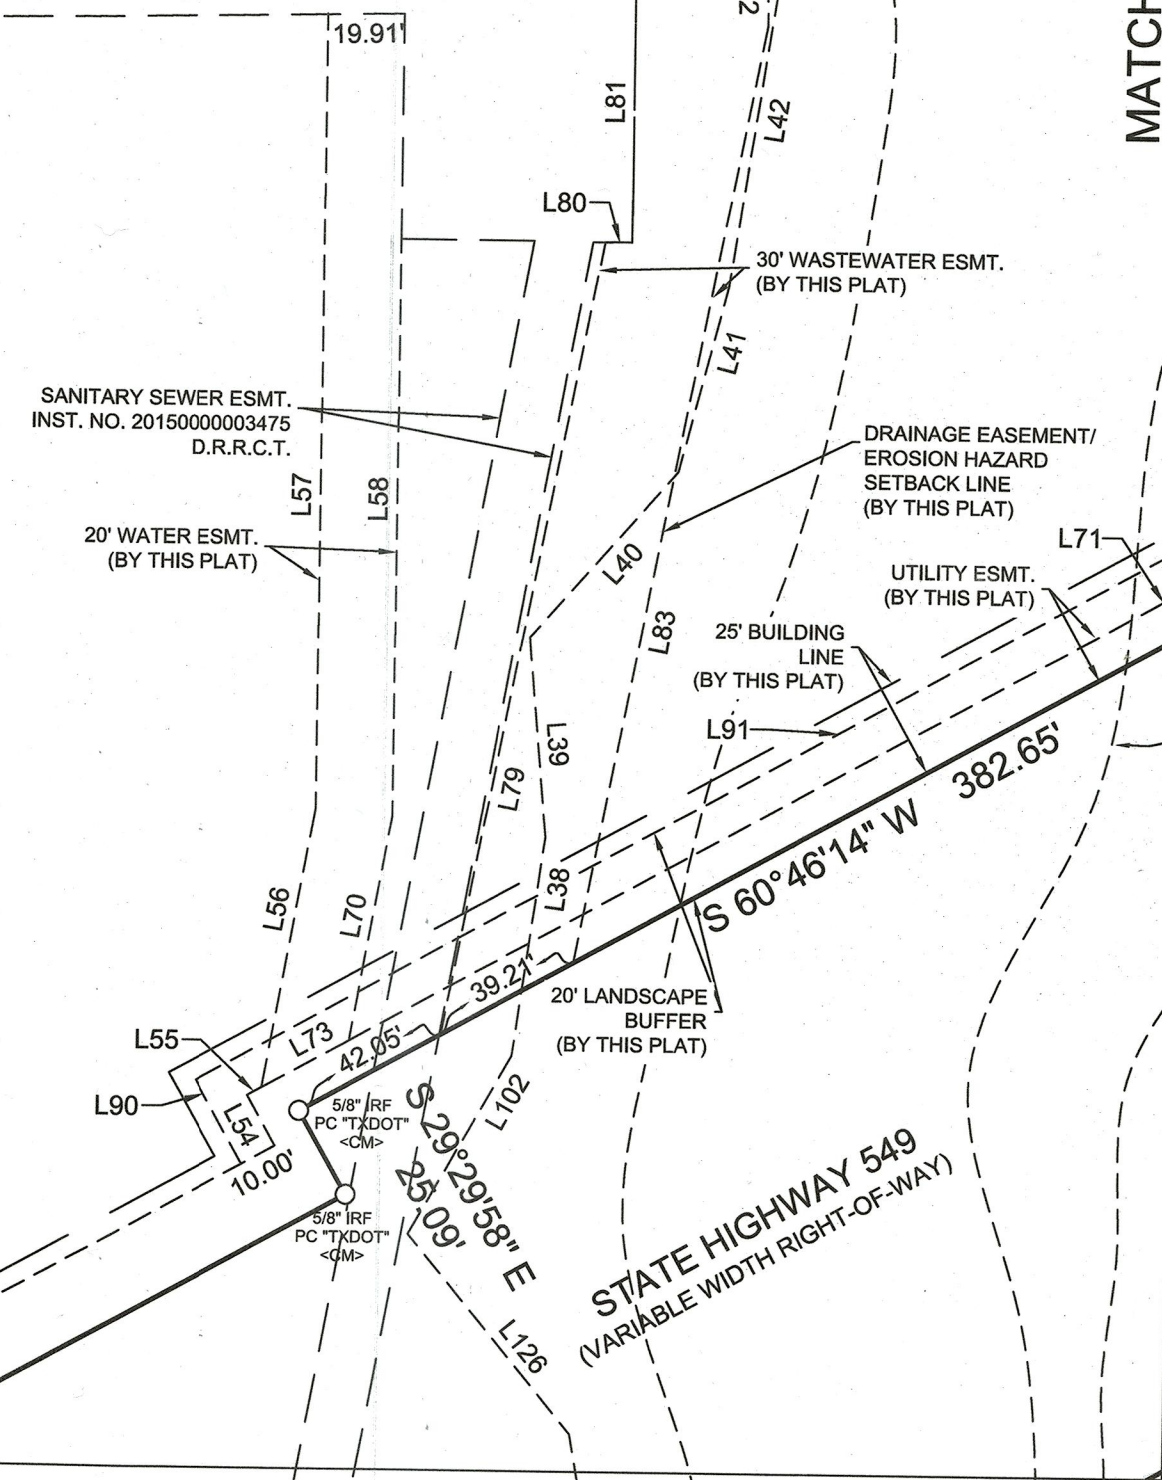 19.91'
MATCH
L81
L42
L80
30' WASTEWATER ESMT.
(BY THIS PLAT)
L41
SANITARY SEWER ESMT.
INST. NO. 20150000003475
D.R.R.C.T.
DRAINAGE EASEMENT/
EROSION HAZARD
SETBACK LINE
(BY THIS PLAT)
L57
L58
20' WATER ESMT.
(BY THIS PLAT)
L40
L71
UTILITY ESMT.
(BY THIS PLAT)
L83
25' BUILDING
LINE
(BY THIS PLAT)
L91
L39
L79
382.65'
S 60°46'14" W
L38
L56
L70
39.21'
20' LANDSCAPE
BUFFER
(BY THIS PLAT)
L55
L73
42.05'
L90
L54
5/8" IRF
PC "TXDOT"
<CM>
L102
S 29°29'58" E
25.09'
10.00'
5/8" IRF
PC "TXDOT"
<CM>
STATE HIGHWAY 549
(VARIABLE WIDTH RIGHT-OF-WAY)
L126